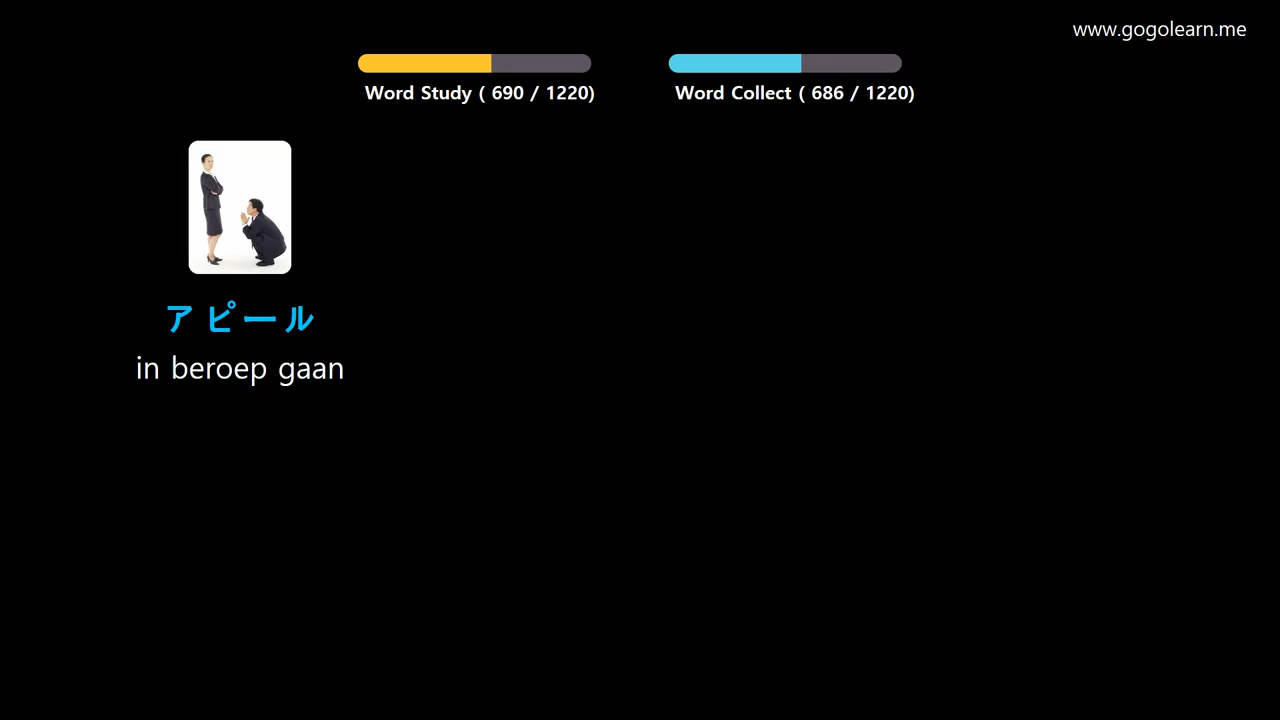 www.gogolearn.me
Word Study ( 690 / 1220)
Word Collect ( 686 / 1220)
アピール
in beroep gaan